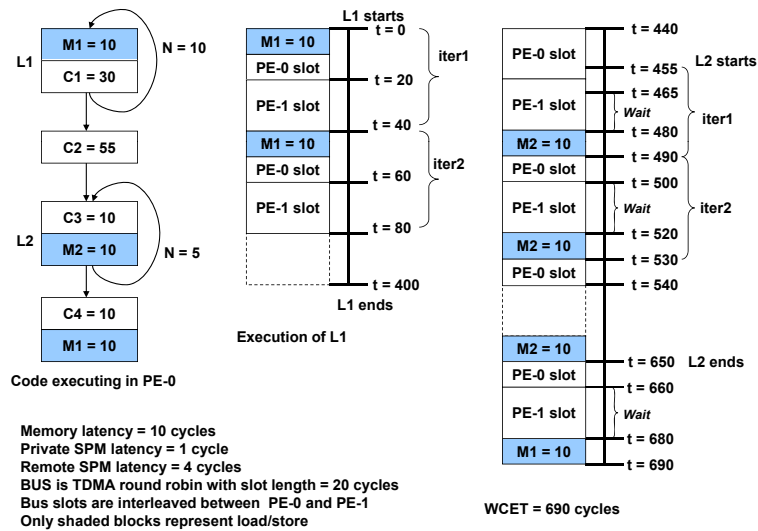 L1
M1 = 10
C1 = 30
N = 10
C2 = 55
L2
C3 = 10
M2 = 10
N = 5
C4 = 10
M1 = 10
Code executing in PE-0
L1 starts
M1 = 10
PE-0 slot
PE-1 slot
M1 = 10
PE-0 slot
PE-1 slot
t = 0
t = 20
t = 40
t = 60
t = 80
t = 400
iter1
iter2
L1 ends
Execution of L1
PE-0 slot
PE-1 slot
M2 = 10
PE-0 slot
PE-1 slot
M2 = 10
PE-0 slot
M2 = 10
PE-0 slot
PE-1 slot
M1 = 10
t = 440
t = 455
L2 starts
t = 465
Wait
t = 480
iter1
t = 490
t = 500
Wait
iter2
t = 520
t = 530
t = 540
t = 650
L2 ends
t = 660
Wait
t = 680
t = 690
WCET = 690 cycles
Memory latency = 10 cycles
Private SPM latency = 1 cycle
Remote SPM latency = 4 cycles
BUS is TDMA round robin with slot length = 20 cycles
Bus slots are interleaved between PE-0 and PE-1
Only shaded blocks represent load/store